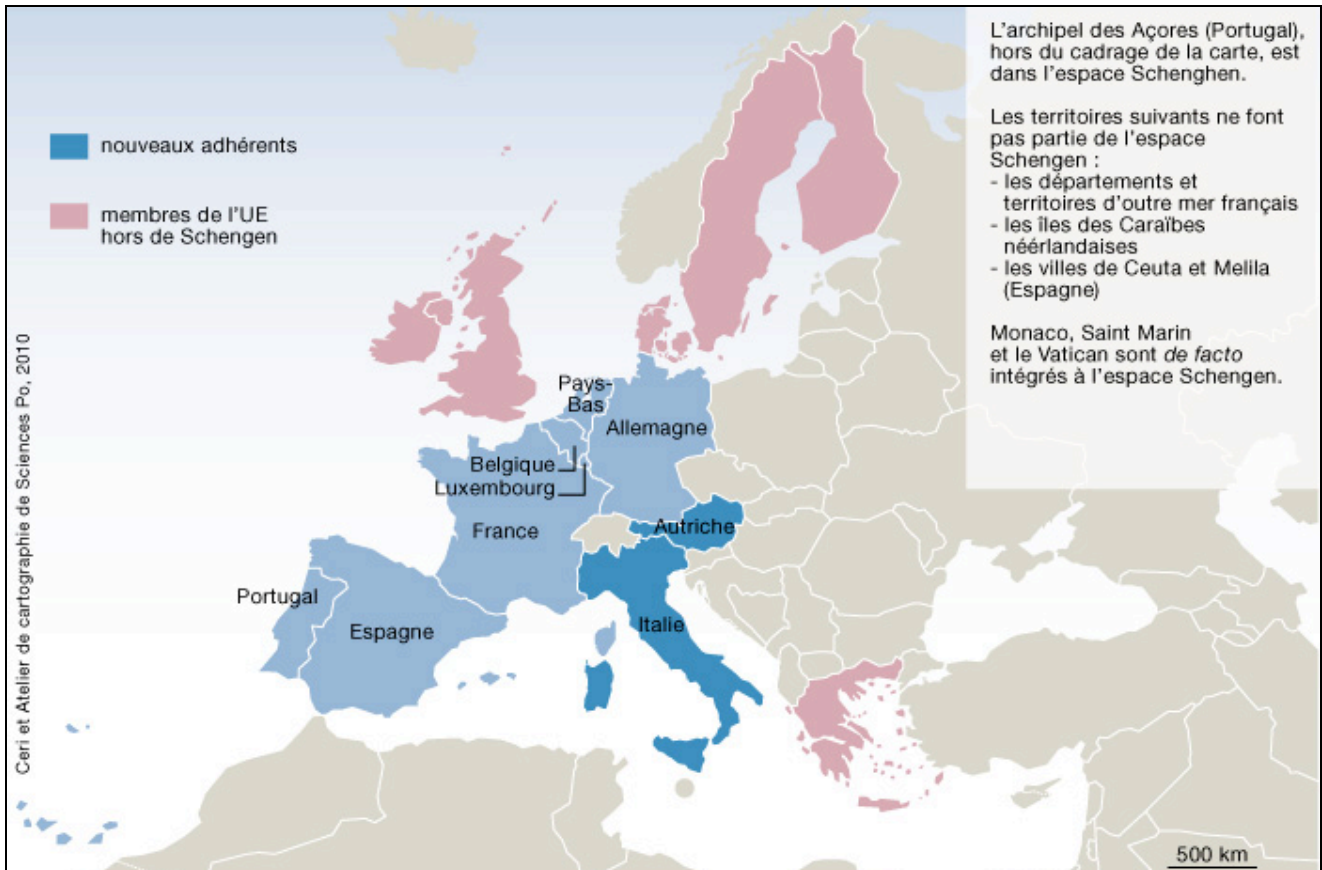 L'archipel des Açores (Portugal),
hors du cadrage de la carte, est
dans l'espace Schenghen.
Les territoires suivants ne font
pas partie de l'espace
Schengen :
- les départements et
territoires d'outre mer français
- les îles des Caraïbes
néérlandaises
- les villes de Ceuta et Melila
(Espagne)
Monaco, Saint Marin
et le Vatican sont de facto
intégrés à l'espace Schengen.
nouveaux adhérents
membres de l'UE
hors de Schengen
Pays-
Bas
Allemagne
Belgique
Luxembourg
France
Autriche
Portugal
Espagne
Italie
Ceri et Atelier de cartographie de Sciences Po, 2010
500 km